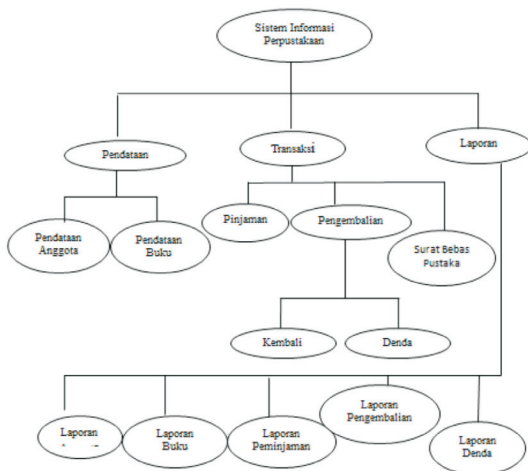 Sistem Informasi
Perpustakaan
Pendataan
Transaksi
Laporan
Pendataan
Anggota
Pendataan
Buku
Pinjaman
Pengembalian
Surat Bebas
Pustaka
Kembali
Denda
Laporan
Laporan
Buku
Laporan
Peminjaman
Laporan
Pengembalian
Laporan
Denda